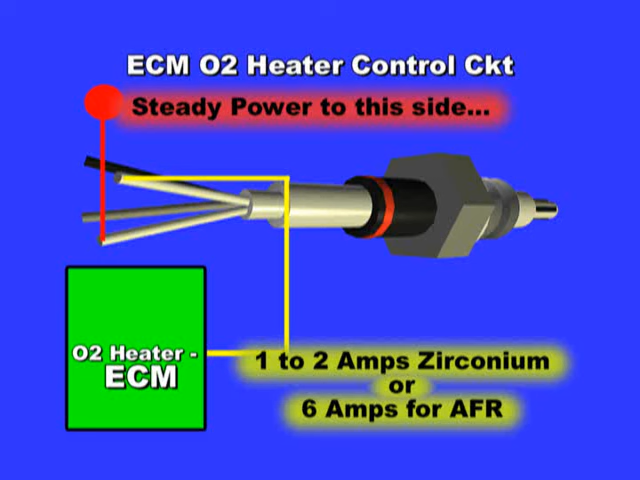 ECM O2 Heater Control Ckt
Steady Power to this side...
O2 Heater -
ECM
1 to 2 Amps Zirconium
or
6 Amps for AFR